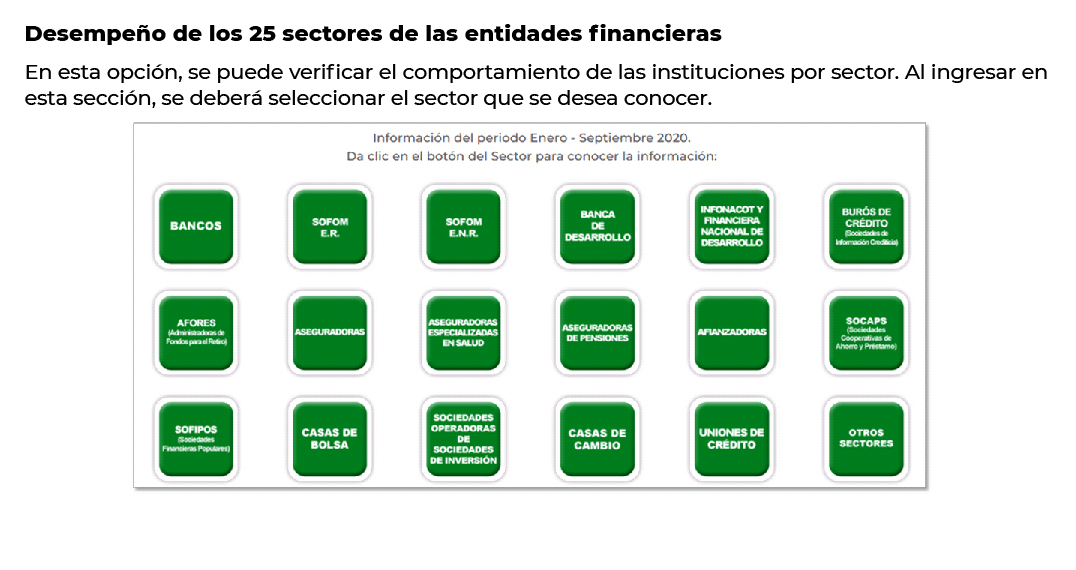 Desempeño de los 25 sectores de las entidades financieras
En esta opción, se puede verificar el comportamiento de las instituciones por sector. Al ingresar en
esta sección, se deberá seleccionar el sector que se desea conocer.
Información del periodo Enero - Septiembre 2020.
Da clic en el botón del Sector para conocer la información:
BANCOS
SOFOM
E.R.
SOFOM
E.N.R.
BANCA
DE
DESARROLLO
INFONACOT Y
FINANCIERA
NACIONAL DE
DESARROLLO
BURÓS DE
CRÉDITO
(Sociedades de
Información Crediticia)
AFORES
(Administradoras de
Fondos para el Retiro)
ASEGURADORAS
ASEGURADORAS
ESPECIALIZADAS
EN SALUD
ASEGURADORAS
DE PENSIONES
AFIANZADORAS
SOCAPS
(Sociedades
Cooperativas de
Ahorro y Préstamo)
SOFIPOS
(Sociedades
Financieras Populares)
CASAS DE
BOLSA
SOCIEDADES
OPERADORAS
DE
SOCIEDADES
DE INVERSIÓN
CASAS DE
CAMBIO
UNIONES DE
CRÉDITO
OTROS
SECTORES